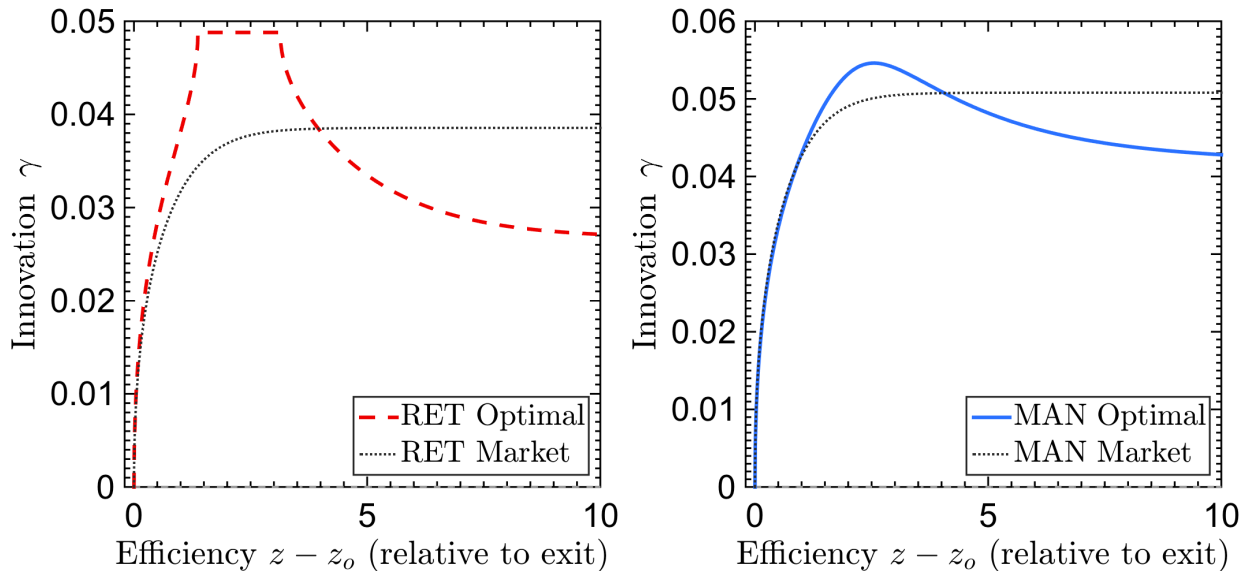 0.05
0.04
0.03
0.02
0.01
0
0
5
10
Innovation γ
Efficiency z − zₒ (relative to exit)
RET Optimal
RET Market
0.06
0.05
0.04
0.03
0.02
0.01
0
0
5
10
Innovation γ
Efficiency z − zₒ (relative to exit)
MAN Optimal
MAN Market